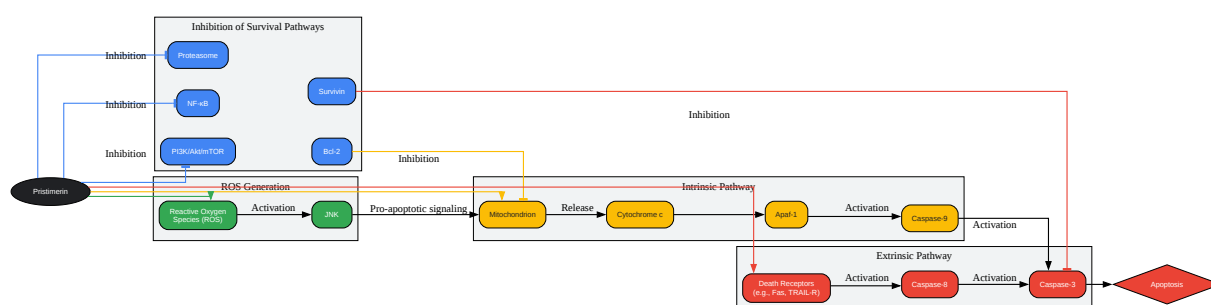 Inhibition of Survival Pathways
Inhibition
Proteasome
Survivin
Inhibition
NF-κB
Inhibition
Inhibition
PI3K/Akt/mTOR
Bcl-2
Inhibition
Pristimerin
ROS Generation
Intrinsic Pathway
Reactive Oxygen
Species (ROS)
Activation
JNK
Pro-apoptotic signaling
Mitochondrion
Release
Cytochrome c
Apaf-1
Activation
Caspase-9
Activation
Extrinsic Pathway
Death Receptors
(e.g., Fas, TRAIL-R)
Activation
Caspase-8
Activation
Caspase-3
Apoptosis